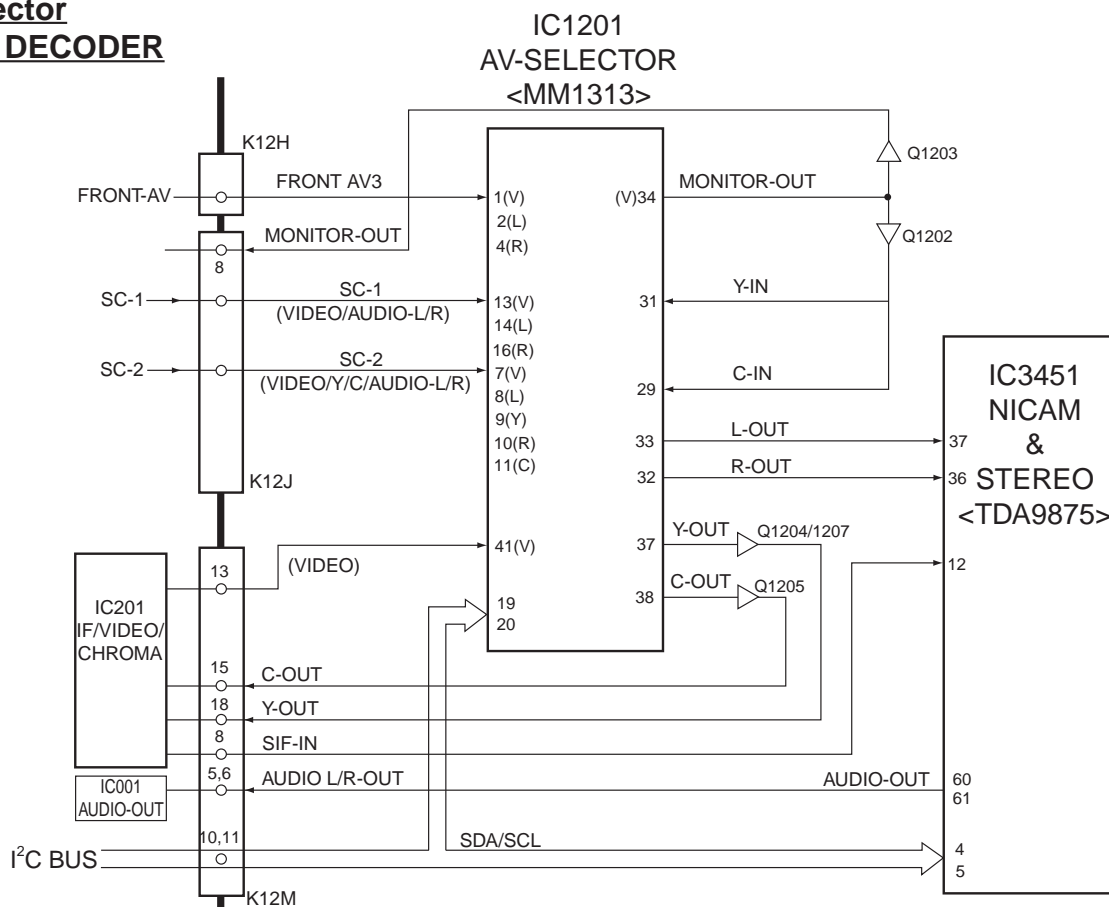 ector
DECODER
IC1201
AV-SELECTOR
<MM1313>
K12H
Q1203
FRONT-AV
FRONT AV3
1(V)
(V)34
MONITOR-OUT
2(L)
4(R)
MONITOR-OUT
Q1202
8
SC-1
SC-1
(VIDEO/AUDIO-L/R)
13(V)
14(L)
16(R)
31
Y-IN
SC-2
SC-2
(VIDEO/Y/C/AUDIO-L/R)
7(V)
8(L)
9(Y)
10(R)
11(C)
29
C-IN
33
L-OUT
37
32
R-OUT
36
IC3451
NICAM
&
STEREO
<TDA9875>
K12J
41(V)
37
Y-OUT
Q1204/1207
13
(VIDEO)
12
38
C-OUT
Q1205
IC201
IF/VIDEO/
CHROMA
19
20
15
C-OUT
18
Y-OUT
8
SIF-IN
5,6
AUDIO L/R-OUT
AUDIO-OUT
60
61
IC001
AUDIO-OUT
10,11
I²C BUS
SDA/SCL
4
5
K12M